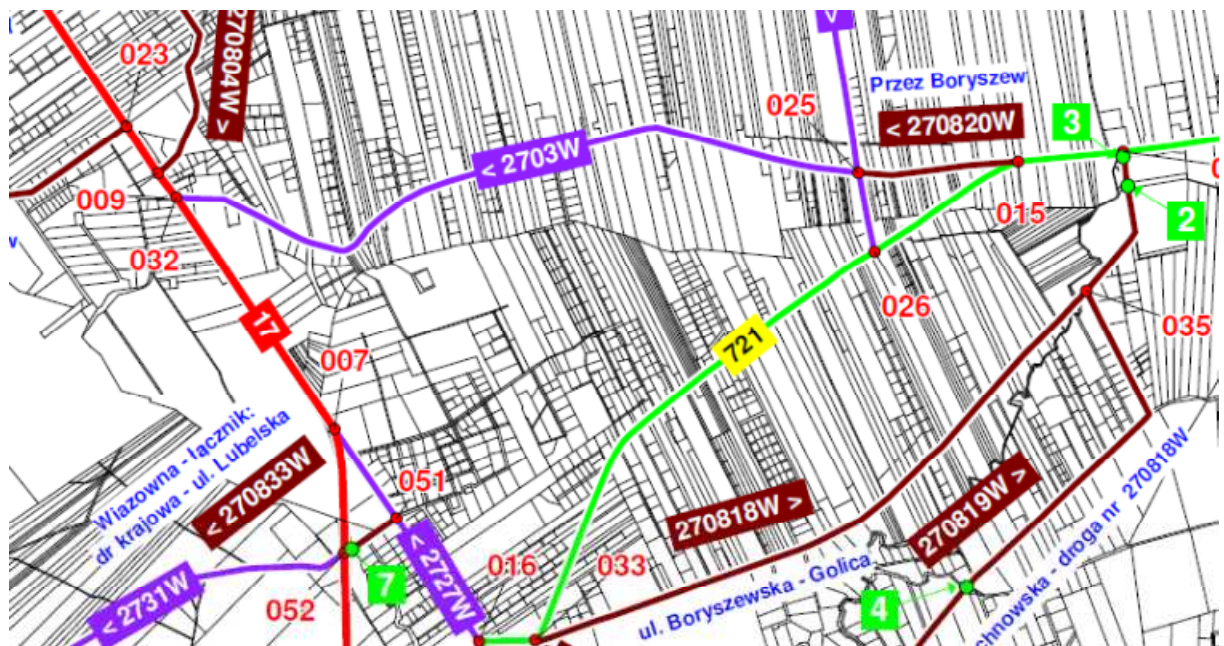 023
270804W >
009
032
< 2703W
025
Przez Boryszew
< 270820W
3
2
015
026
035
17
007
721
Wiązowna - łącznik:
dr krajowa - ul. Lubelska
< 270833W
051
< 2731W
052
7
< 2727W
016
033
270818W >
ul. Boryszewska - Golica
270819W >
4
chnowska - droga nr 270818W